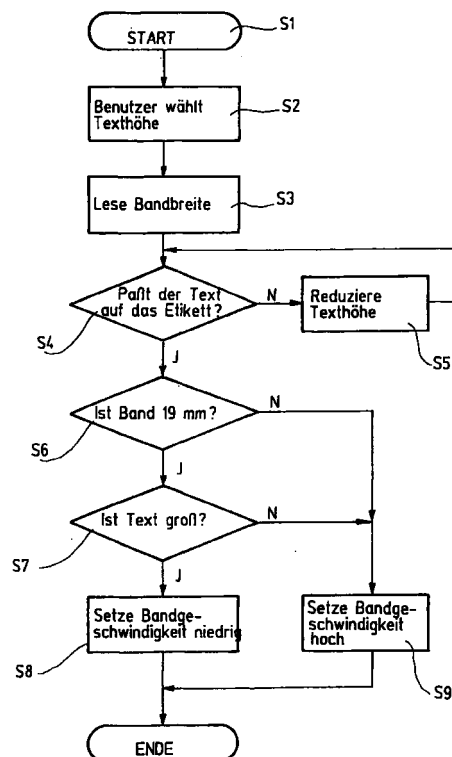 START
S1
Benutzer wählt
Texthöhe
S2
Lese Bandbreite
S3
Paßt der Text
auf das Etikett?
S4
N
Reduziere
Texthöhe
S5
J
Ist Band 19 mm?
N
S6
J
Ist Text groß?
N
S7
J
Setze Bandge-
schwindigkeit niedrig
S8
Setze Bandge-
schwindigkeit
hoch
S9
ENDE